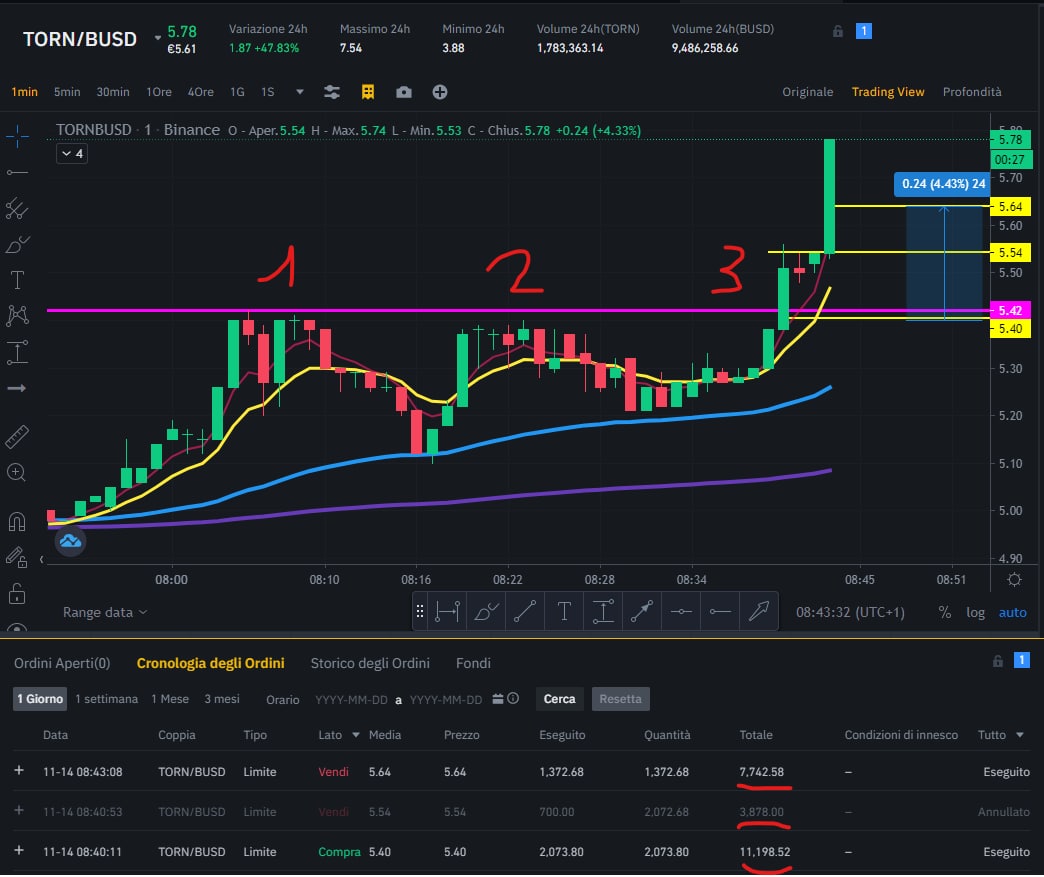 TORN/BUSD 5.78 Variazione 24h Massimo 24h Minimo 24h Volume 24h(TORN) Volume 24h(BUSD) 1
€5.61 1.87 +47.83% 7.54 3.88 1,783,363.14 9,486,258.66
1min 5min 30min 1Ore 4Ore 1G 1S Originale Trading View Profondità
TORNBUSD · 1 · Binance O - Aper.5.54 H - Max.5.74 L - Min.5.53 C - Chius.5.78 +0.24 (+4.33%)
4
5.80
5.78
00:27
5.70
0.24 (4.43%) 24
5.64
5.60
5.54
5.50
1 2 3
5.42
5.40
5.30
5.20
5.10
5.00
4.90
08:00 08:10 08:16 08:22 08:28 08:34 08:45 08:51
Range data T 08:43:32 (UTC+1) % log auto
Ordini Aperti(0) Cronologia degli Ordini Storico degli Ordini Fondi 1
1 Giorno 1 settimana 1 Mese 3 mesi Orario YYYY-MM-DD a YYYY-MM-DD Cerca Resetta
Data Coppia Tipo Lato Media Prezzo Eseguito Quantità Totale Condizioni di innesco Tutto
+ 11-14 08:43:08 TORN/BUSD Limite Vendi 5.64 5.64 1,372.68 1,372.68 7,742.58 – Eseguito
+ 11-14 08:40:53 TORN/BUSD Limite Vendi 5.54 5.54 700.00 2,072.68 3,878.00 – Annullato
+ 11-14 08:40:11 TORN/BUSD Limite Compra 5.40 5.40 2,073.80 2,073.80 11,198.52 – Eseguito